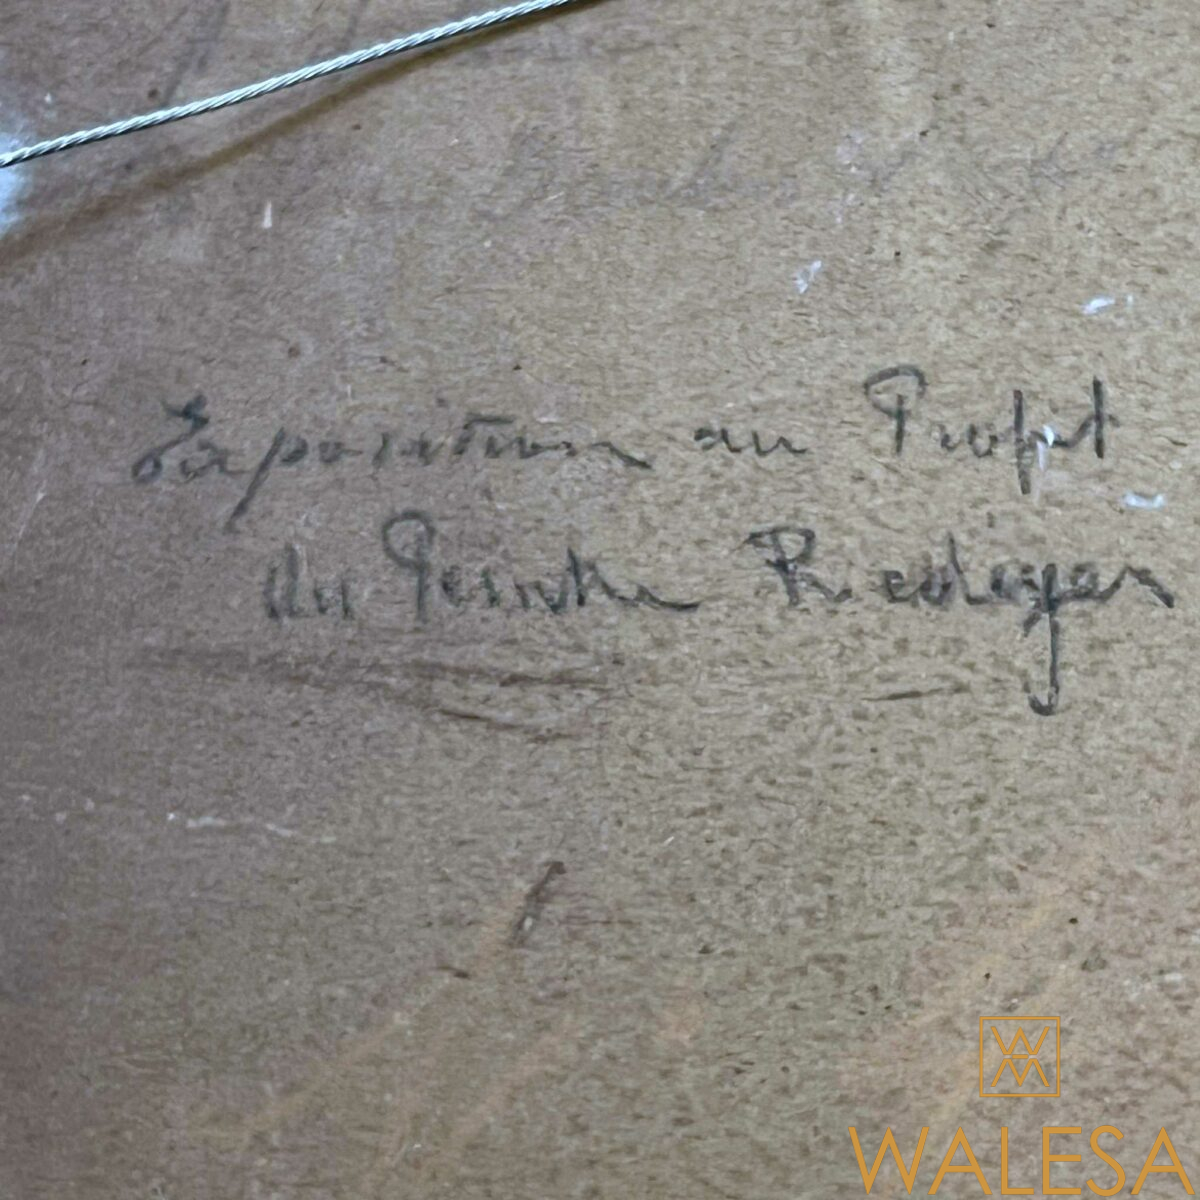 Exposition au Profit
du Peintre
WALESA